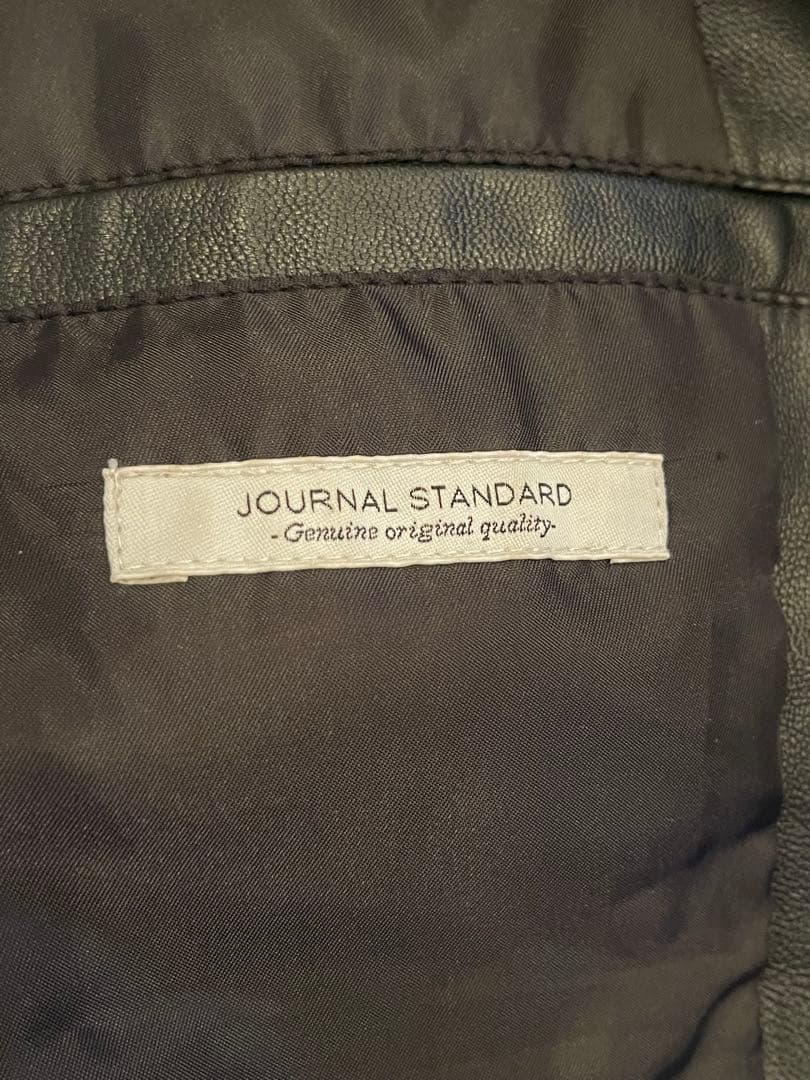 JOURNAL STANDARD
-Genuine original quality-